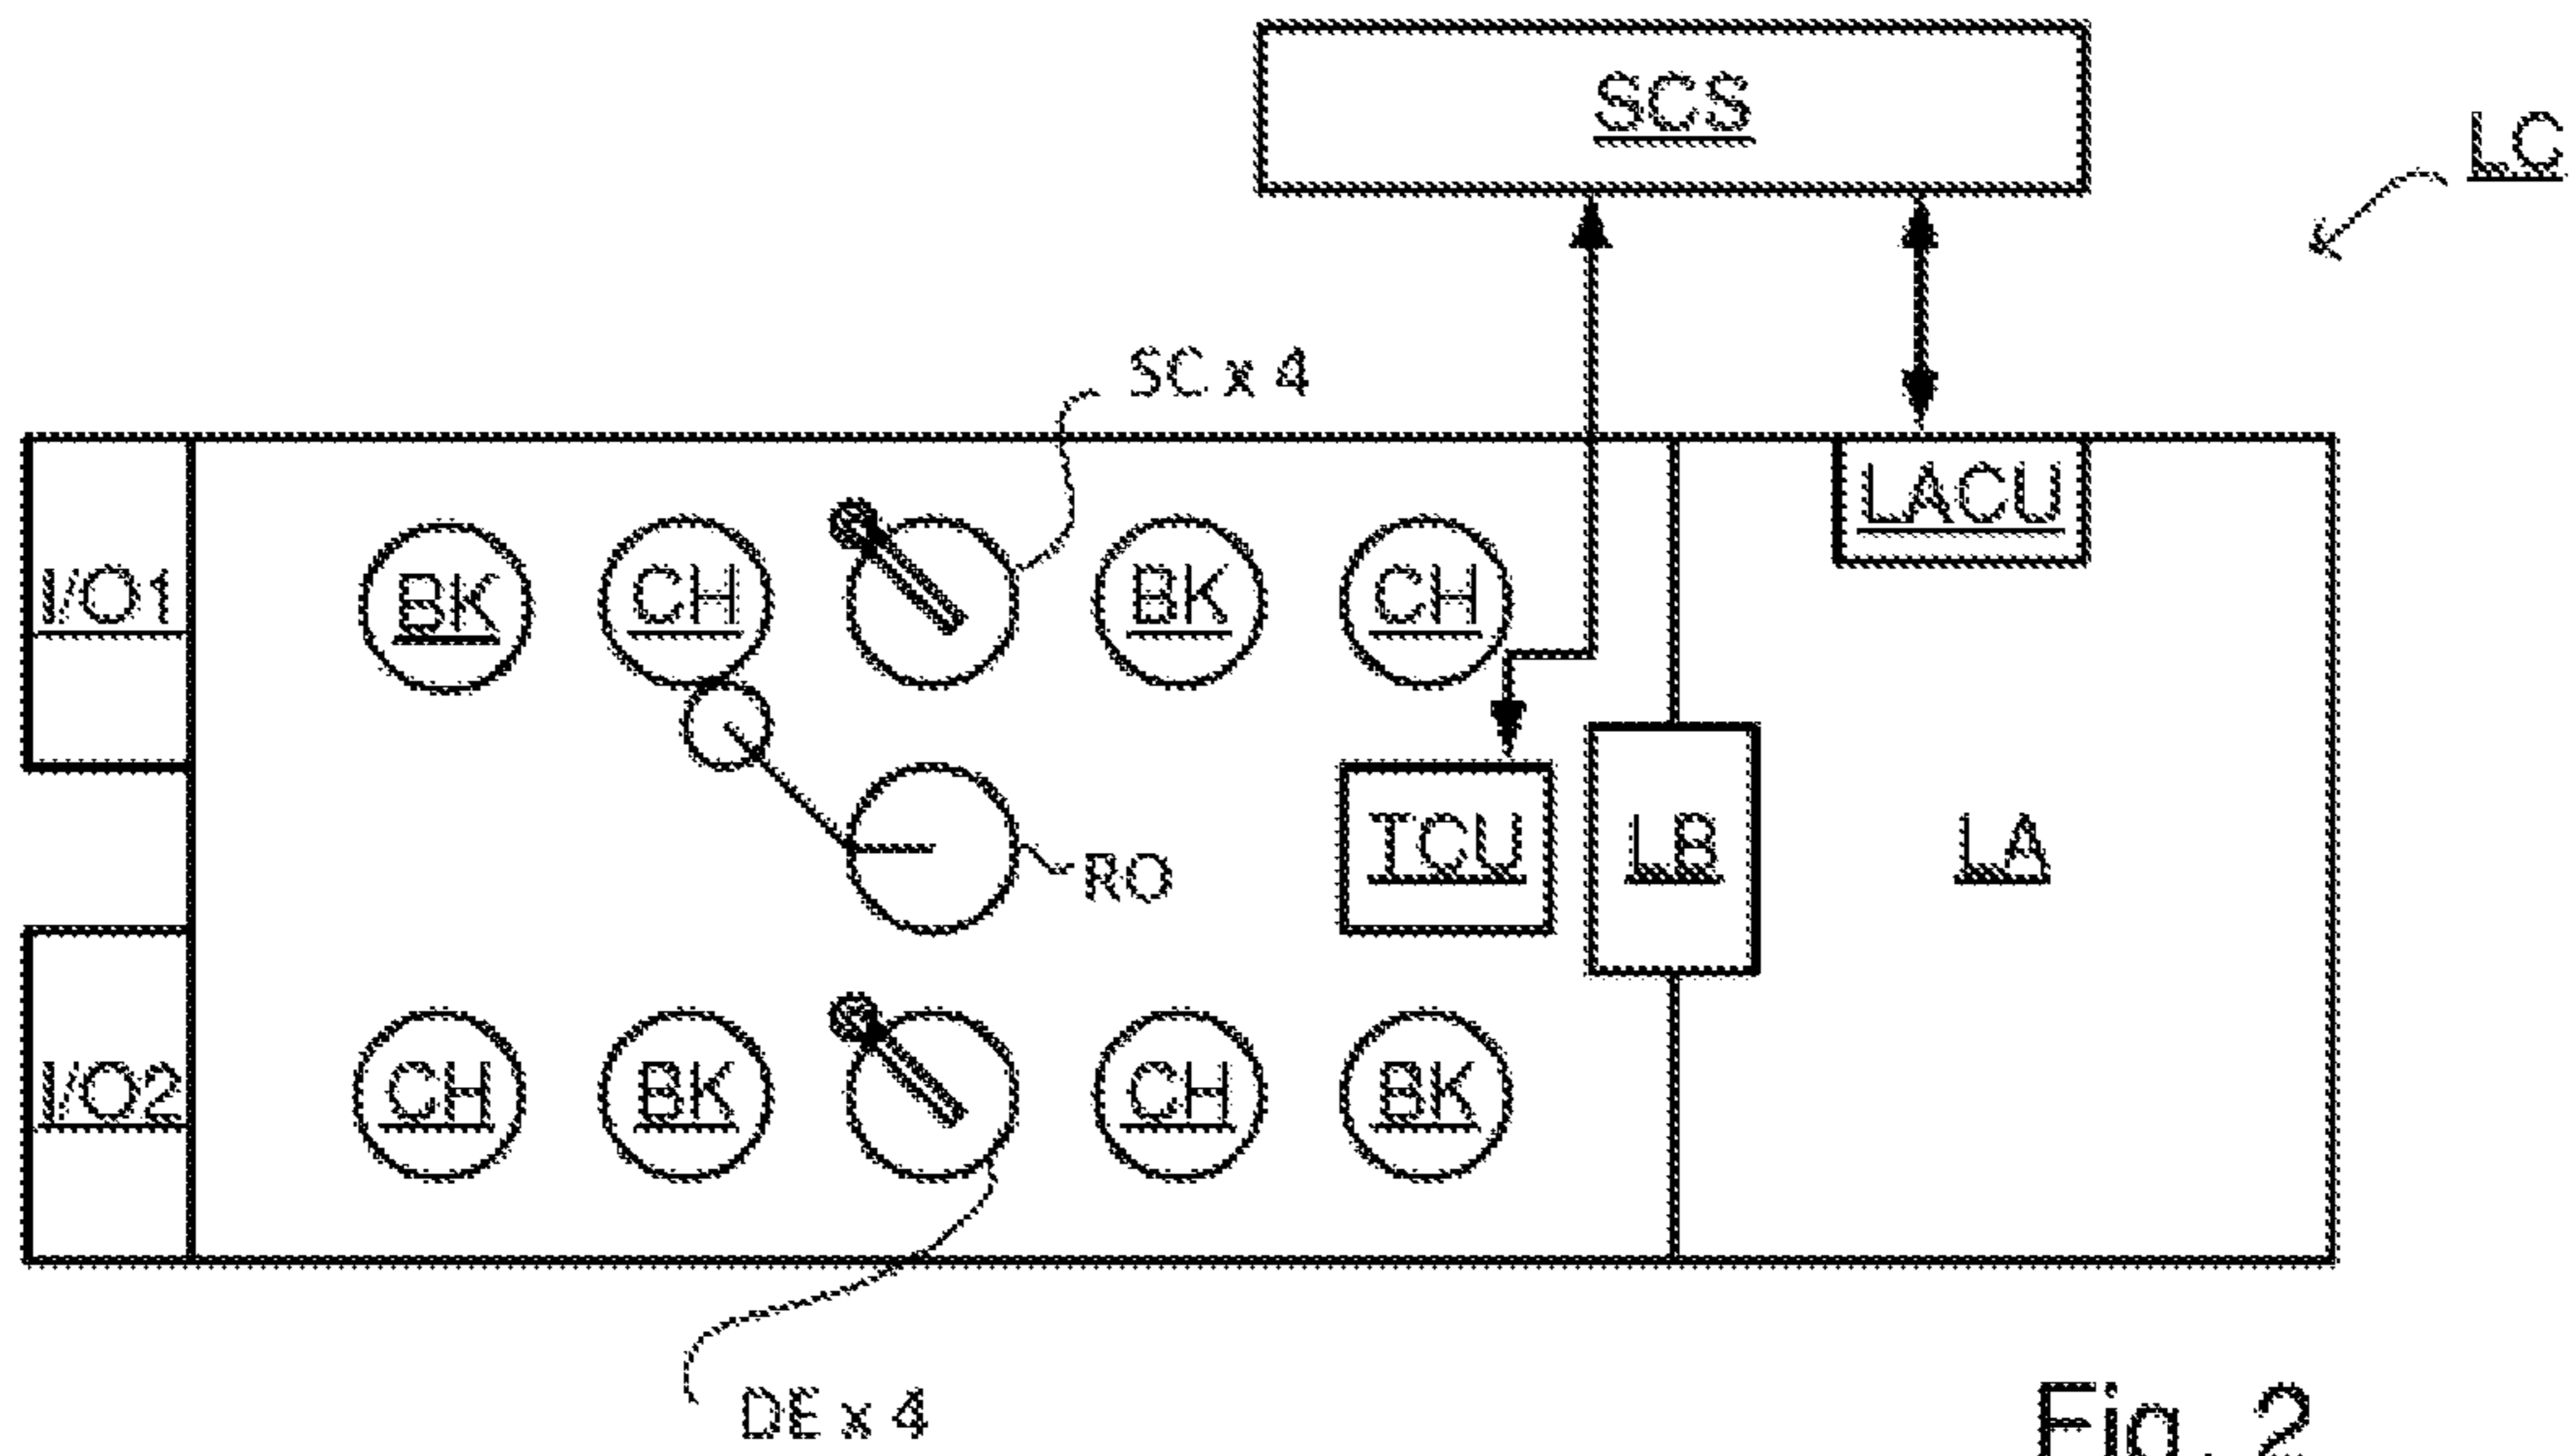 SCS
LC
SC x 4
LACU
I/O1
BK
CH
BK
CH
RO
TCU
LB
LA
I/O2
CH
BK
CH
BK
DE x 4
Fig. 2